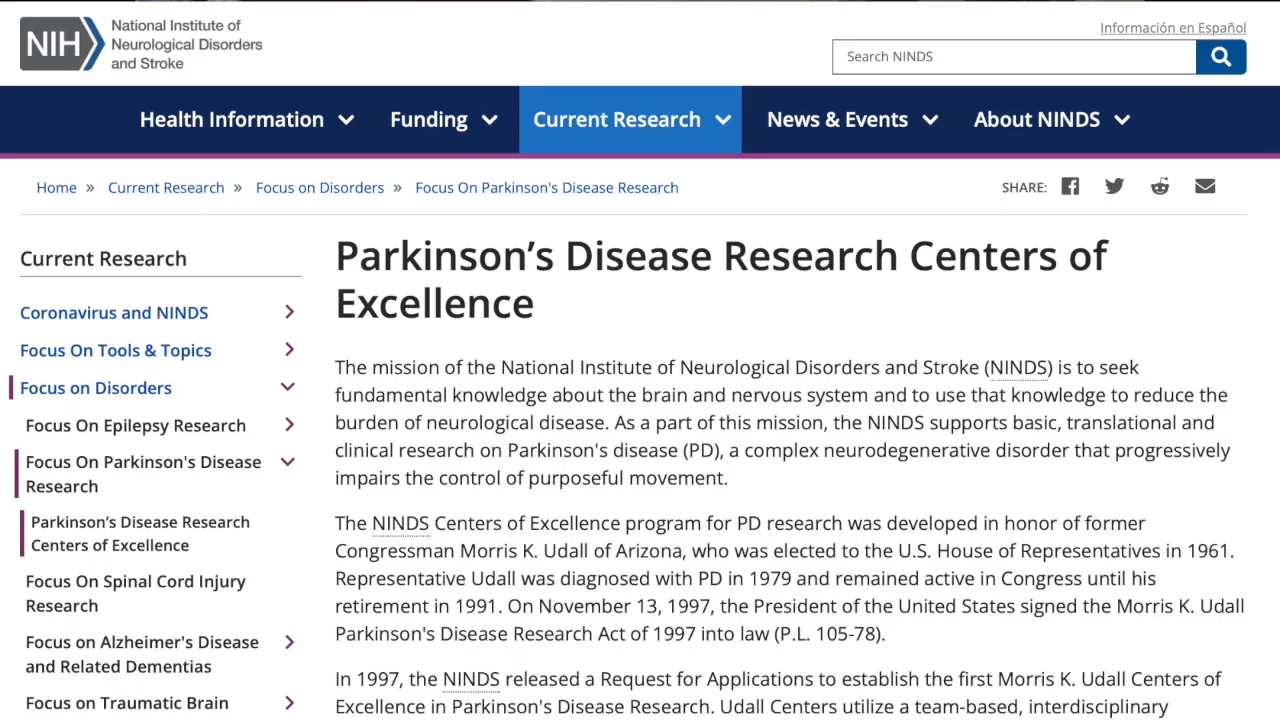 NIH
National Institute of
Neurological Disorders
and Stroke
Información en Español
Search NINDS
Health Information
Funding
Current Research
News & Events
About NINDS
Home » Current Research » Focus on Disorders » Focus On Parkinson's Disease Research
SHARE:
Current Research
Coronavirus and NINDS
Focus On Tools & Topics
Focus on Disorders
Focus On Epilepsy Research
Focus On Parkinson's Disease
Research
Parkinson’s Disease Research
Centers of Excellence
Focus On Spinal Cord Injury
Research
Focus on Alzheimer's Disease
and Related Dementias
Focus on Traumatic Brain
Parkinson’s Disease Research Centers of
Excellence
The mission of the National Institute of Neurological Disorders and Stroke (NINDS) is to seek
fundamental knowledge about the brain and nervous system and to use that knowledge to reduce the
burden of neurological disease. As a part of this mission, the NINDS supports basic, translational and
clinical research on Parkinson's disease (PD), a complex neurodegenerative disorder that progressively
impairs the control of purposeful movement.
The NINDS Centers of Excellence program for PD research was developed in honor of former
Congressman Morris K. Udall of Arizona, who was elected to the U.S. House of Representatives in 1961.
Representative Udall was diagnosed with PD in 1979 and remained active in Congress until his
retirement in 1991. On November 13, 1997, the President of the United States signed the Morris K. Udall
Parkinson's Disease Research Act of 1997 into law (P.L. 105-78).
In 1997, the NINDS released a Request for Applications to establish the first Morris K. Udall Centers of
Excellence in Parkinson's Disease Research. Udall Centers utilize a team-based, interdisciplinary